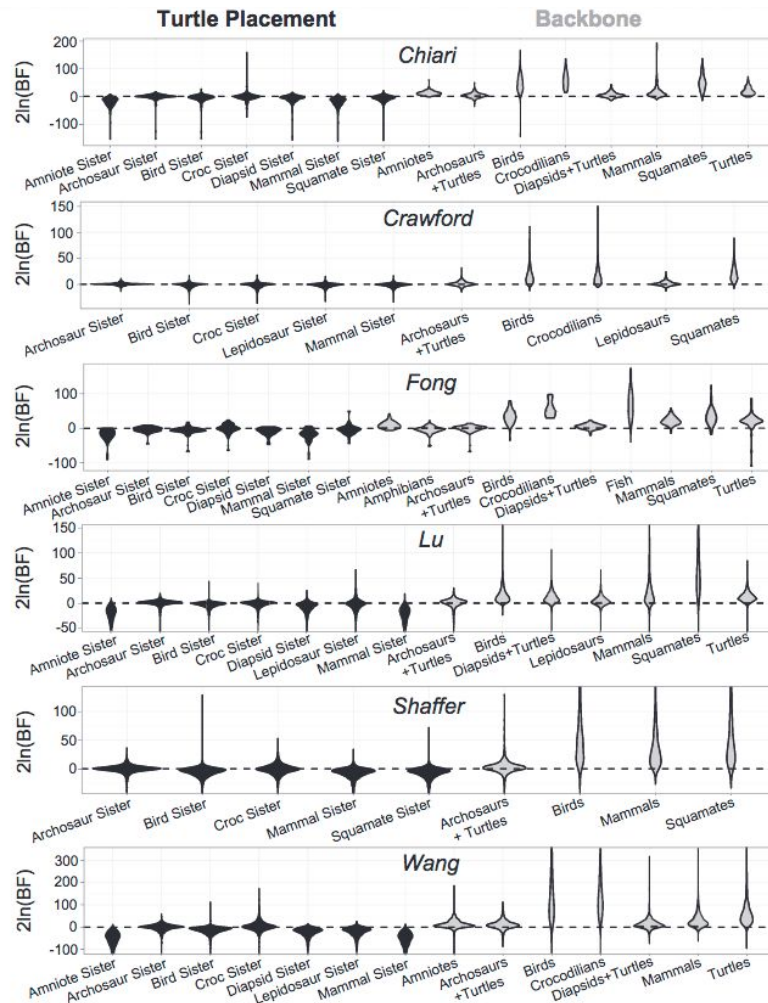 Turtle Placement Backbone
Chiari
2ln(BF)
200
100
0
-100
Amniote Sister
Archosaur Sister
Bird Sister
Croc Sister
Diapsid Sister
Mammal Sister
Squamate Sister
Amniotes
Archosaurs
+Turtles
Birds
Crocodilians
Diapsids+Turtles
Mammals
Squamates
Turtles
Crawford
2ln(BF)
150
100
50
0
Archosaur Sister
Bird Sister
Croc Sister
Lepidosaur Sister
Mammal Sister
Archosaurs
+Turtles
Birds
Crocodilians
Lepidosaurs
Squamates
Fong
2ln(BF)
100
0
-100
Amniote Sister
Archosaur Sister
Bird Sister
Croc Sister
Diapsid Sister
Mammal Sister
Squamate Sister
Amniotes
Amphibians
Archosaurs
+Turtles
Birds
Crocodilians
Diapsids+Turtles
Fish
Mammals
Squamates
Turtles
Lu
2ln(BF)
150
100
50
0
-50
Amniote Sister
Archosaur Sister
Bird Sister
Croc Sister
Diapsid Sister
Lepidosaur Sister
Mammal Sister
Archosaurs
+Turtles
Birds
Diapsids+Turtles
Lepidosaurs
Mammals
Squamates
Turtles
Shaffer
2ln(BF)
100
50
0
Archosaur Sister
Bird Sister
Croc Sister
Mammal Sister
Squamate Sister
Archosaurs
+ Turtles
Birds
Mammals
Squamates
Wang
2ln(BF)
300
200
100
0
-100
Amniote Sister
Archosaur Sister
Bird Sister
Croc Sister
Diapsid Sister
Lepidosaur Sister
Mammal Sister
Amniotes
Archosaurs
+Turtles
Birds
Crocodilians
Diapsids+Turtles
Mammals
Turtles